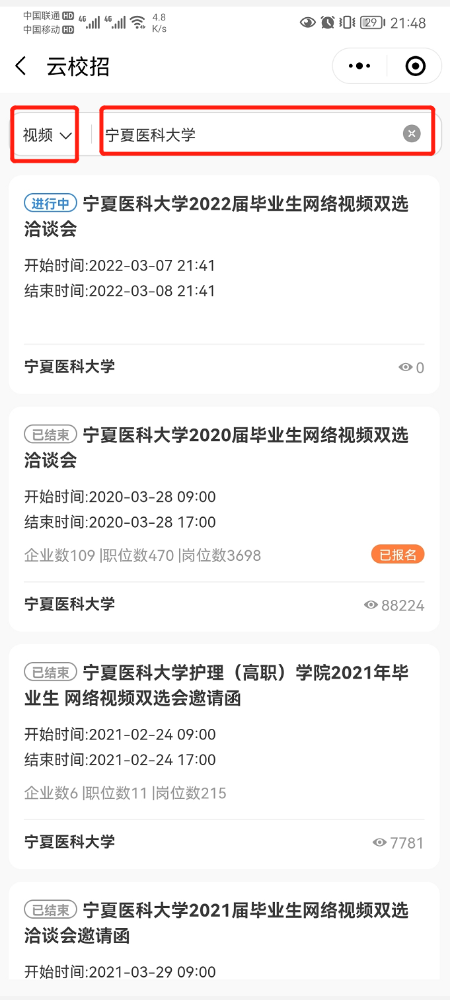 中国联通 HD 4G 4G 4.8
中国移动 HD K/s 29 21:48
云校招
视频 宁夏医科大学
进行中 宁夏医科大学2022届毕业生网络视频双选
洽谈会
开始时间:2022-03-07 21:41
结束时间:2022-03-08 21:41
宁夏医科大学 0
已结束 宁夏医科大学2020届毕业生网络视频双选
洽谈会
开始时间:2020-03-28 09:00
结束时间:2020-03-28 17:00
企业数109 |职位数470 |岗位数3698 已报名
宁夏医科大学 88224
已结束 宁夏医科大学护理（高职）学院2021年毕
业生 网络视频双选会邀请函
开始时间:2021-02-24 09:00
结束时间:2021-02-24 17:00
企业数6 |职位数11 |岗位数215
宁夏医科大学 7781
已结束 宁夏医科大学2021届毕业生网络视频双选
洽谈会邀请函
开始时间:2021-03-29 09:00